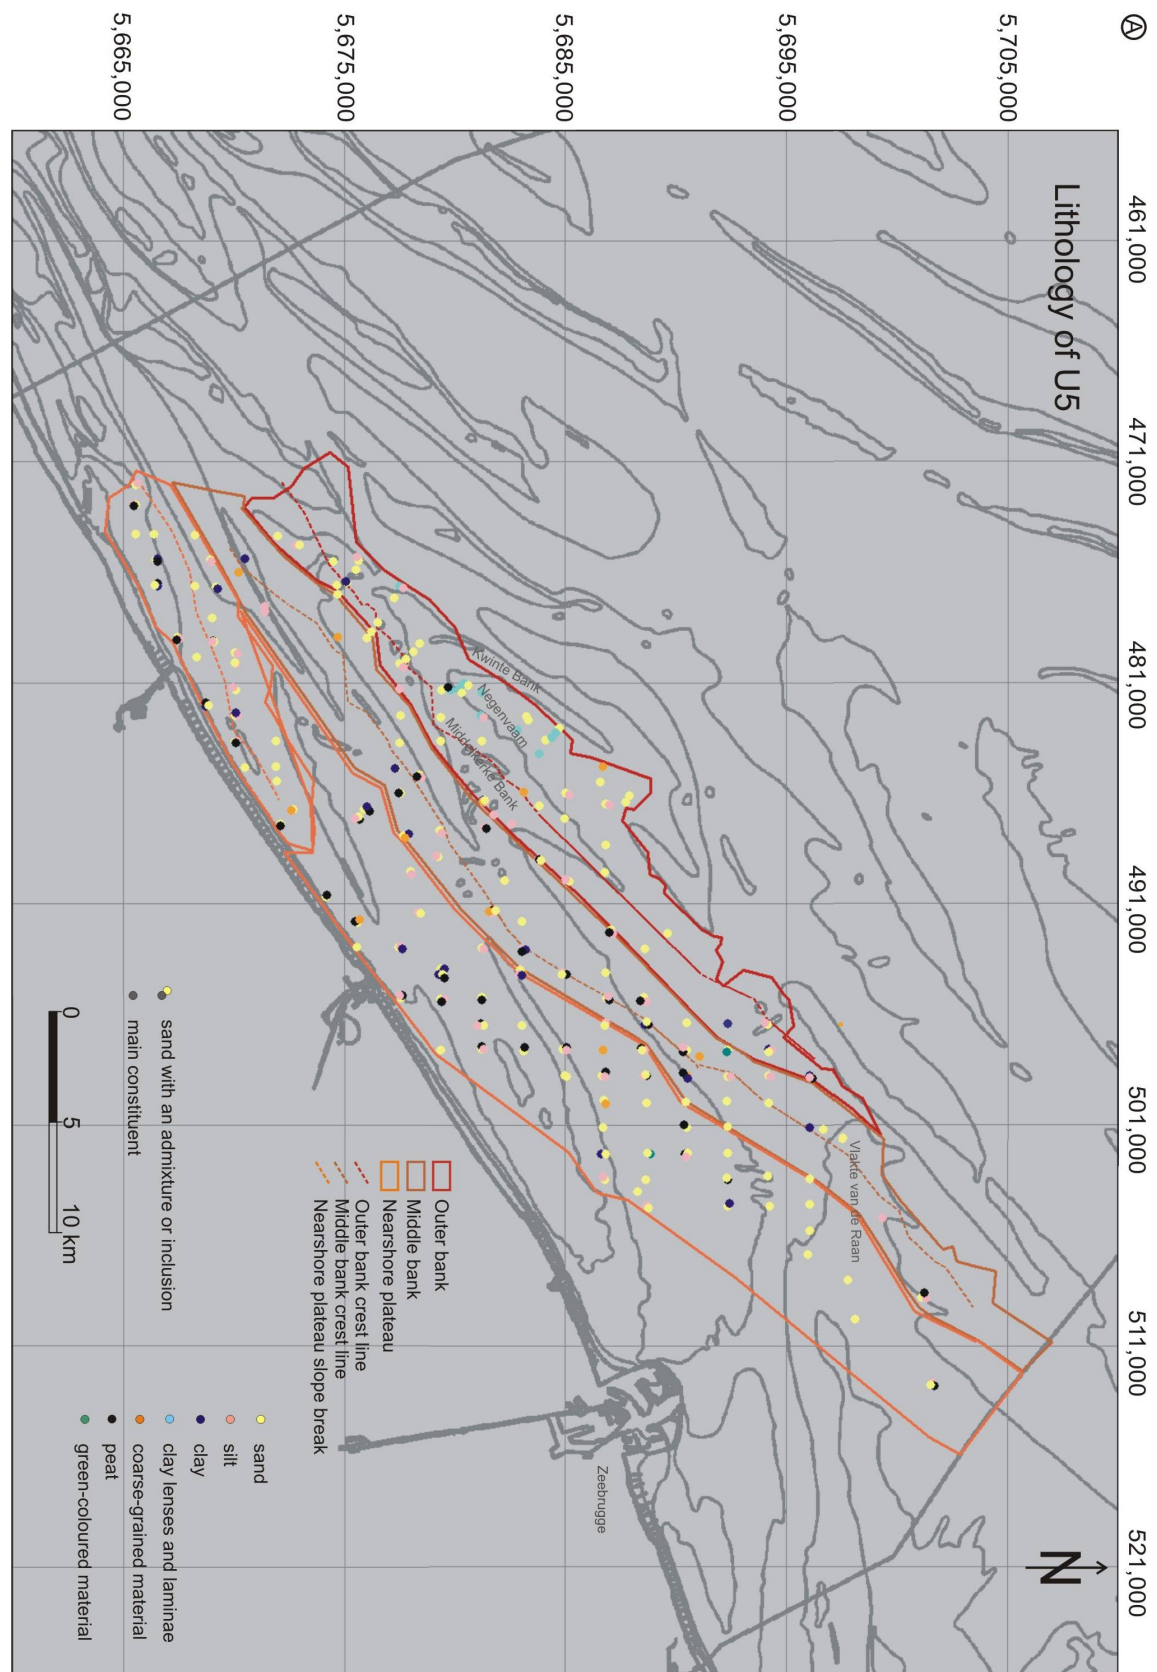 A
Lithology of U5
5,705,000
5,695,000
5,685,000
5,675,000
5,665,000
461,000
471,000
481,000
491,000
501,000
511,000
521,000
N
Kwinte Bank
Negenvaam
Middelkerke Bank
Vlakte van de Raan
Zeebrugge
Outer bank
Middle bank
Nearshore plateau
Outer bank crest line
Middle bank crest line
Nearshore plateau slope break
sand with an admixture or inclusion
main constituent
0
5
10 km
sand
silt
clay
clay lenses and laminae
coarse-grained material
peat
green-coloured material